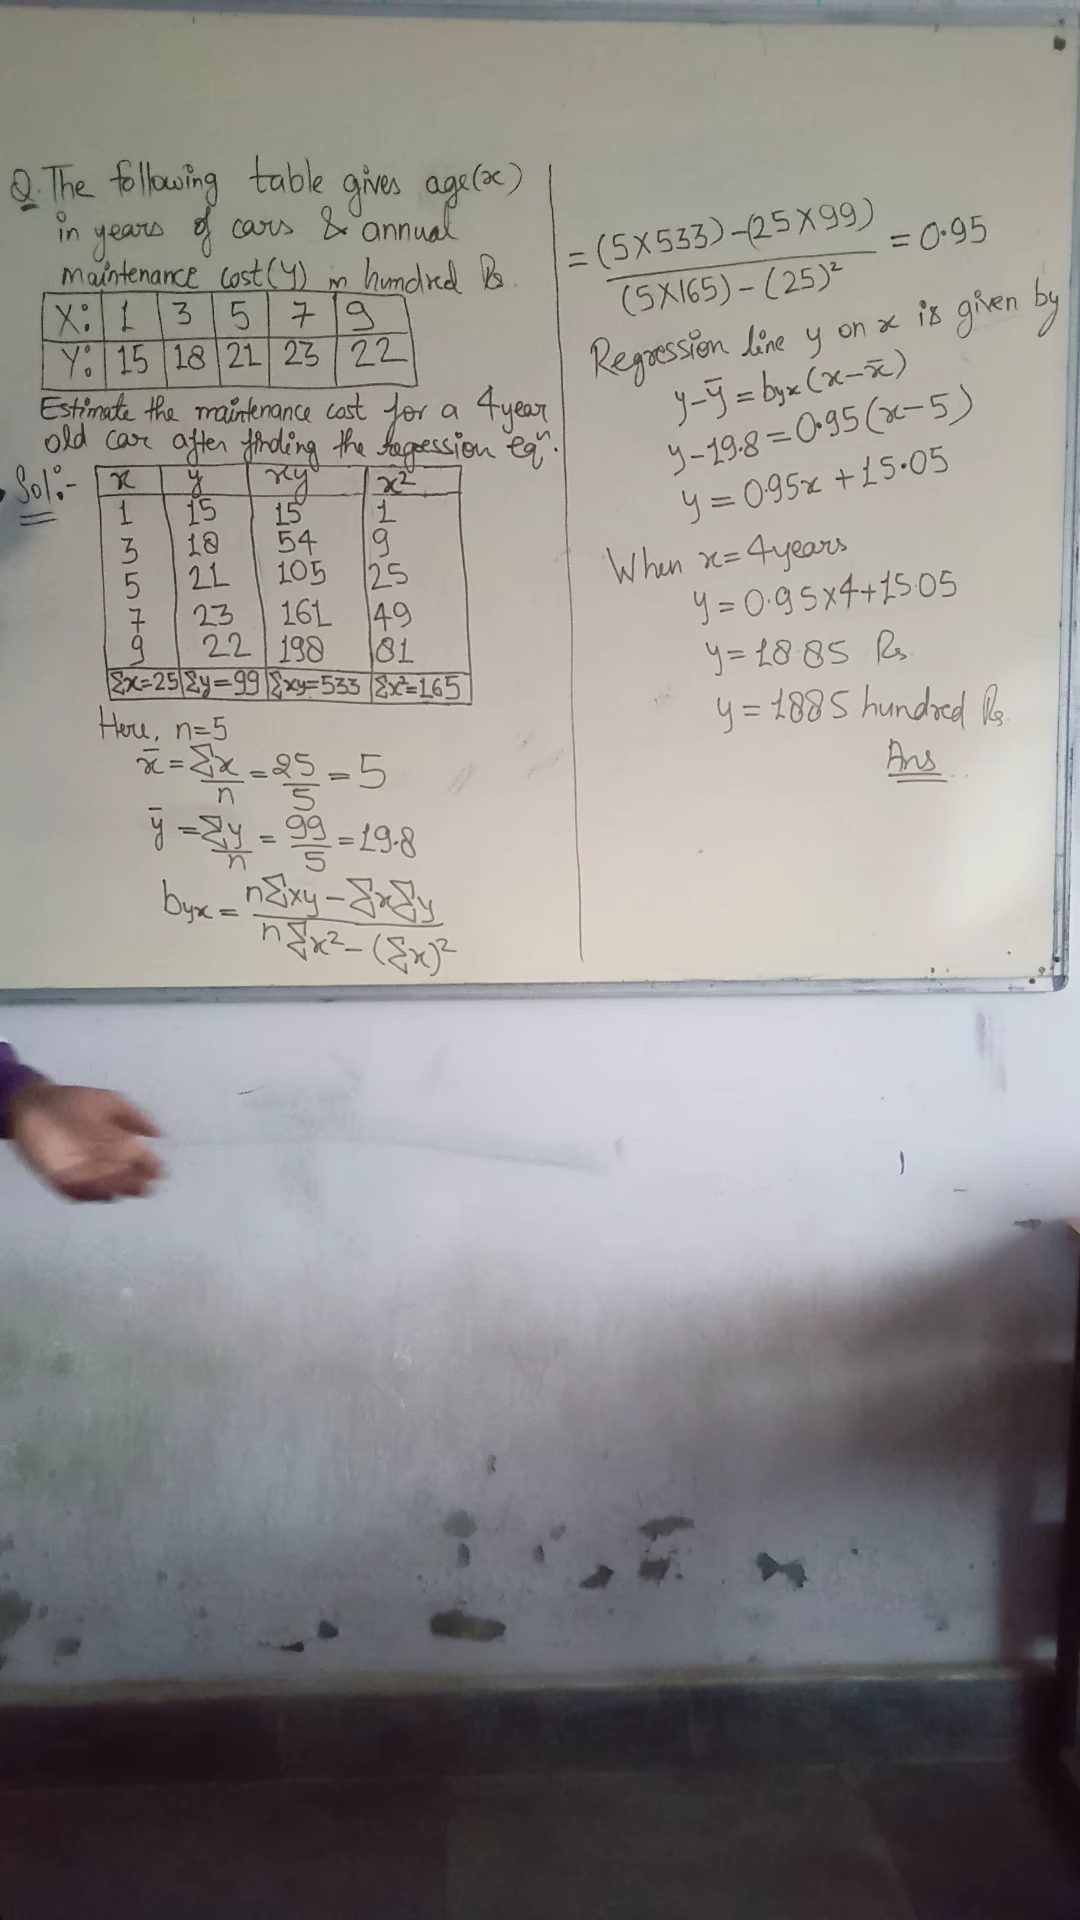 Q. The following table gives age(x)
in years of cars & annual
maintenance cost(Y) in hundred Rs.
X: 1 3 5 7 9
Y: 15 18 21 23 22
Estimate the maintenance cost for a 4 year
old car after finding the regression eqⁿ.
Sol:-
x y xy x²
1 15 15 1
3 18 54 9
5 21 105 25
7 23 161 49
9 22 198 81
Σx=25 Σy=99 Σxy=533 Σx²=165
Here, n=5
x̄ = Σx/n = 25/5 = 5
ȳ = Σy/n = 99/5 = 19.8
byx = (nΣxy - ΣxΣy)/(nΣx² - (Σx)²)
= ((5×533)-(25×99))/((5×165)-(25)²) = 0.95
Regression line y on x is given by
y-ȳ = byx(x-x̄)
y-19.8 = 0.95(x-5)
y = 0.95x + 15.05
When x=4years
y = 0.95×4+15.05
y = 18.85 Rs.
y = 1885 hundred Rs.
Ans